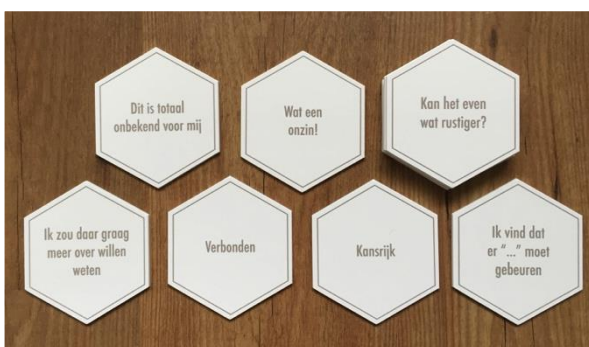 Dit is totaal
onbekend voor mij
Wat een
onzin!
Kan het even
wat rustiger?
Ik zou daar graag
meer over willen
weten
Verbonden
Kansrijk
Ik vind dat
er "..." moet
gebeuren